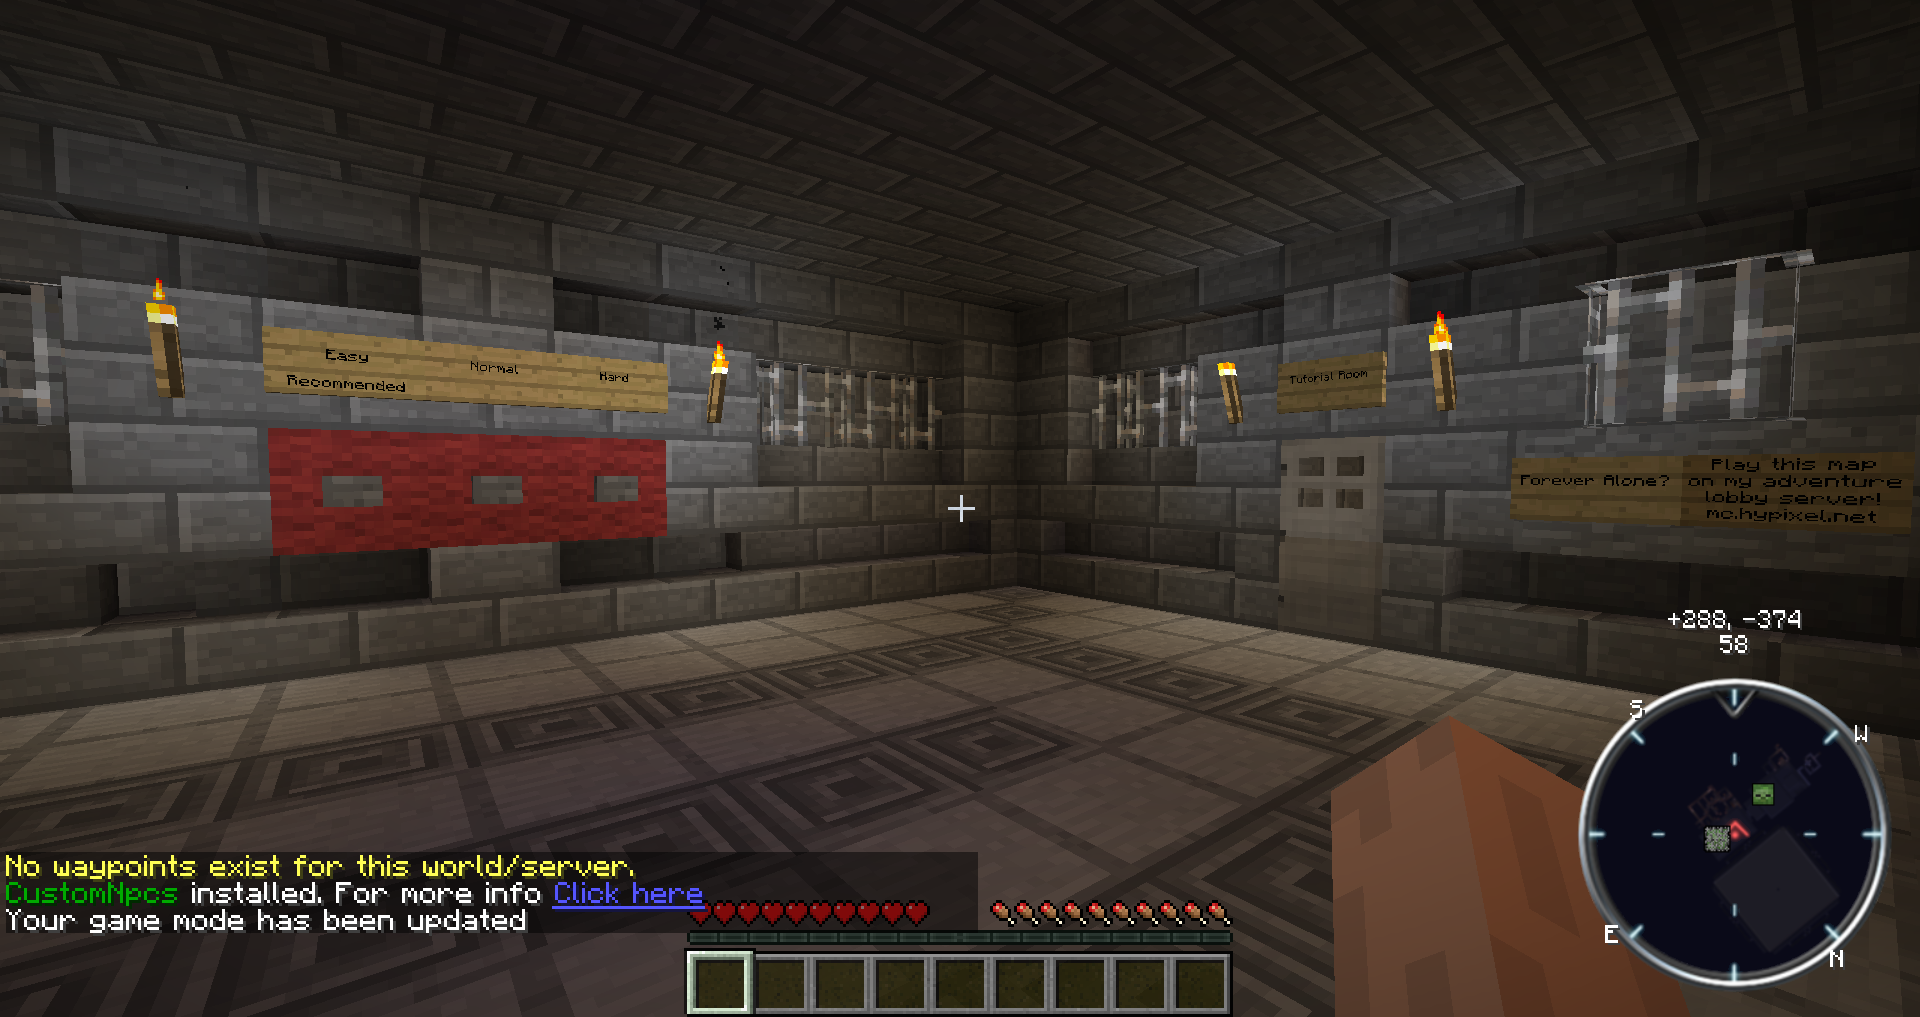 Easy
Recommended
Normal
Hard
Tutorial Room
Forever Alone?
Play this map
on my adventure
lobby server!
mc.hypixel.net
+288, -374
58
S
W
E
N
No waypoints exist for this world/server.
CustomNpcs installed. For more info Click here
Your game mode has been updated